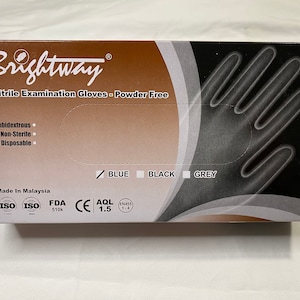 Brightway®
Nitrile Examination Gloves - Powder Free
Ambidextrous
Non-Sterile
Disposable
BLUE BLACK GREY
Made In Malaysia
ISO ISO FDA 510k CE AQL 1.5